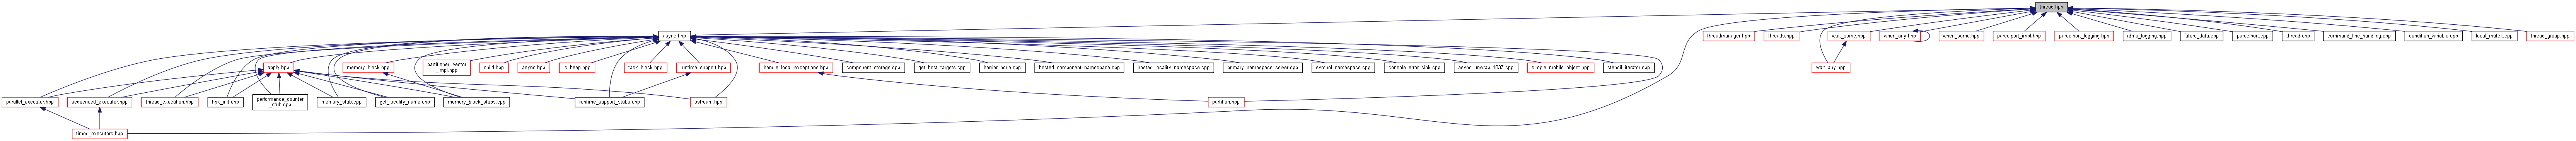 thread.hpp
async.hpp
threadmanager.hpp
threads.hpp
wait_some.hpp
when_any.hpp
when_some.hpp
parcelport_impl.hpp
parcelport_logging.hpp
rdma_logging.hpp
future_data.cpp
parcelport.cpp
thread.cpp
command_line_handling.cpp
condition_variable.cpp
local_mutex.cpp
thread_group.hpp
apply.hpp
memory_block.hpp
partitioned_vector
_impl.hpp
child.hpp
async.hpp
is_heap.hpp
task_block.hpp
runtime_support.hpp
handle_local_exceptions.hpp
component_storage.cpp
get_host_targets.cpp
barrier_node.cpp
hosted_component_namespace.cpp
hosted_locality_namespace.cpp
primary_namespace_server.cpp
symbol_namespace.cpp
console_error_sink.cpp
async_unwrap_1037.cpp
simple_mobile_object.hpp
stencil_iterator.cpp
wait_any.hpp
parallel_executor.hpp
sequenced_executor.hpp
thread_execution.hpp
hpx_init.cpp
performance_counter
_stub.cpp
memory_stub.cpp
get_locality_name.cpp
memory_block_stubs.cpp
runtime_support_stubs.cpp
ostream.hpp
partition.hpp
timed_executors.hpp